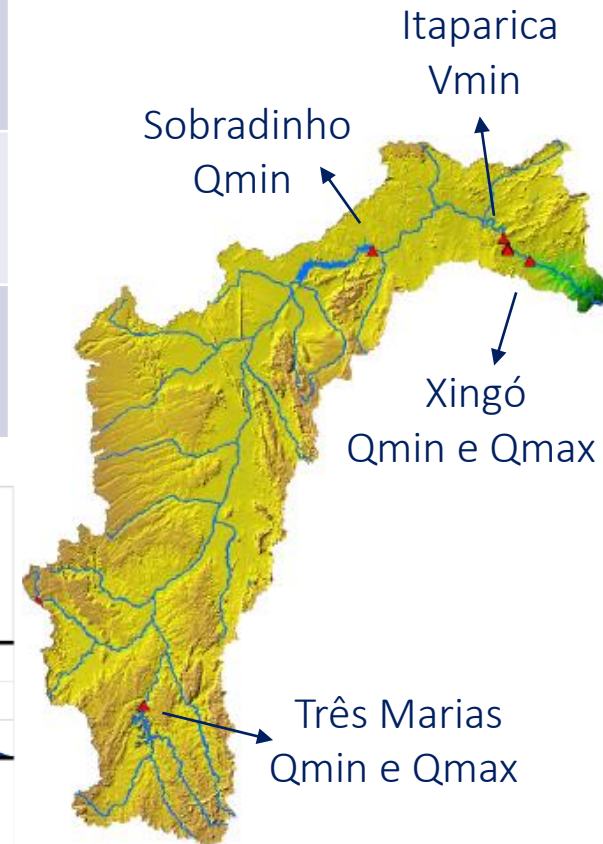 Itaparica
Vmin
Sobradinho
Qmin
Xingó
Qmin e Qmax
Três Marias
Qmin e Qmax